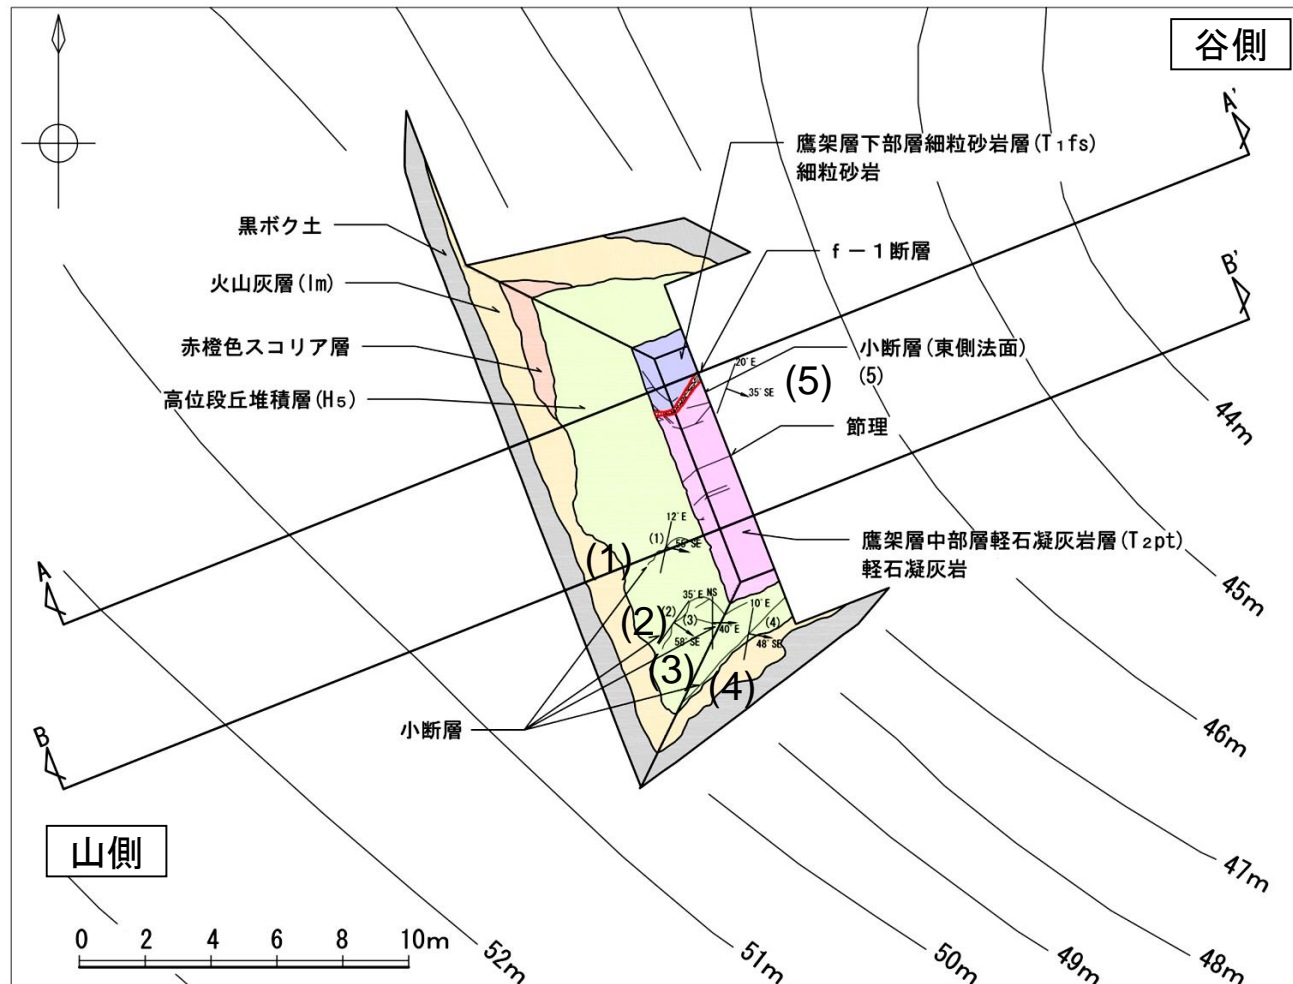 谷側
A'
鷹架層下部層細粒砂岩層(T₁fs)
細粒砂岩
黒ボク土
f－1断層
火山灰層(lm)
B'
小断層(東側法面)
(5)
20°E
(5)
35°SE
赤橙色スコリア層
高位段丘堆積層(H₅)
44m
節理
12°E
(1)
56°SE
鷹架層中部層軽石凝灰岩層(T₂pt)
軽石凝灰岩
(1)
A
45m
35°E
NS
10°E
(2)
(2)
(3)
(4)
40°E
58°SE
48°SE
(3)
(4)
小断層
46m
B
山側
47m
0 2 4 6 8 10m
52m
51m
50m
49m
48m